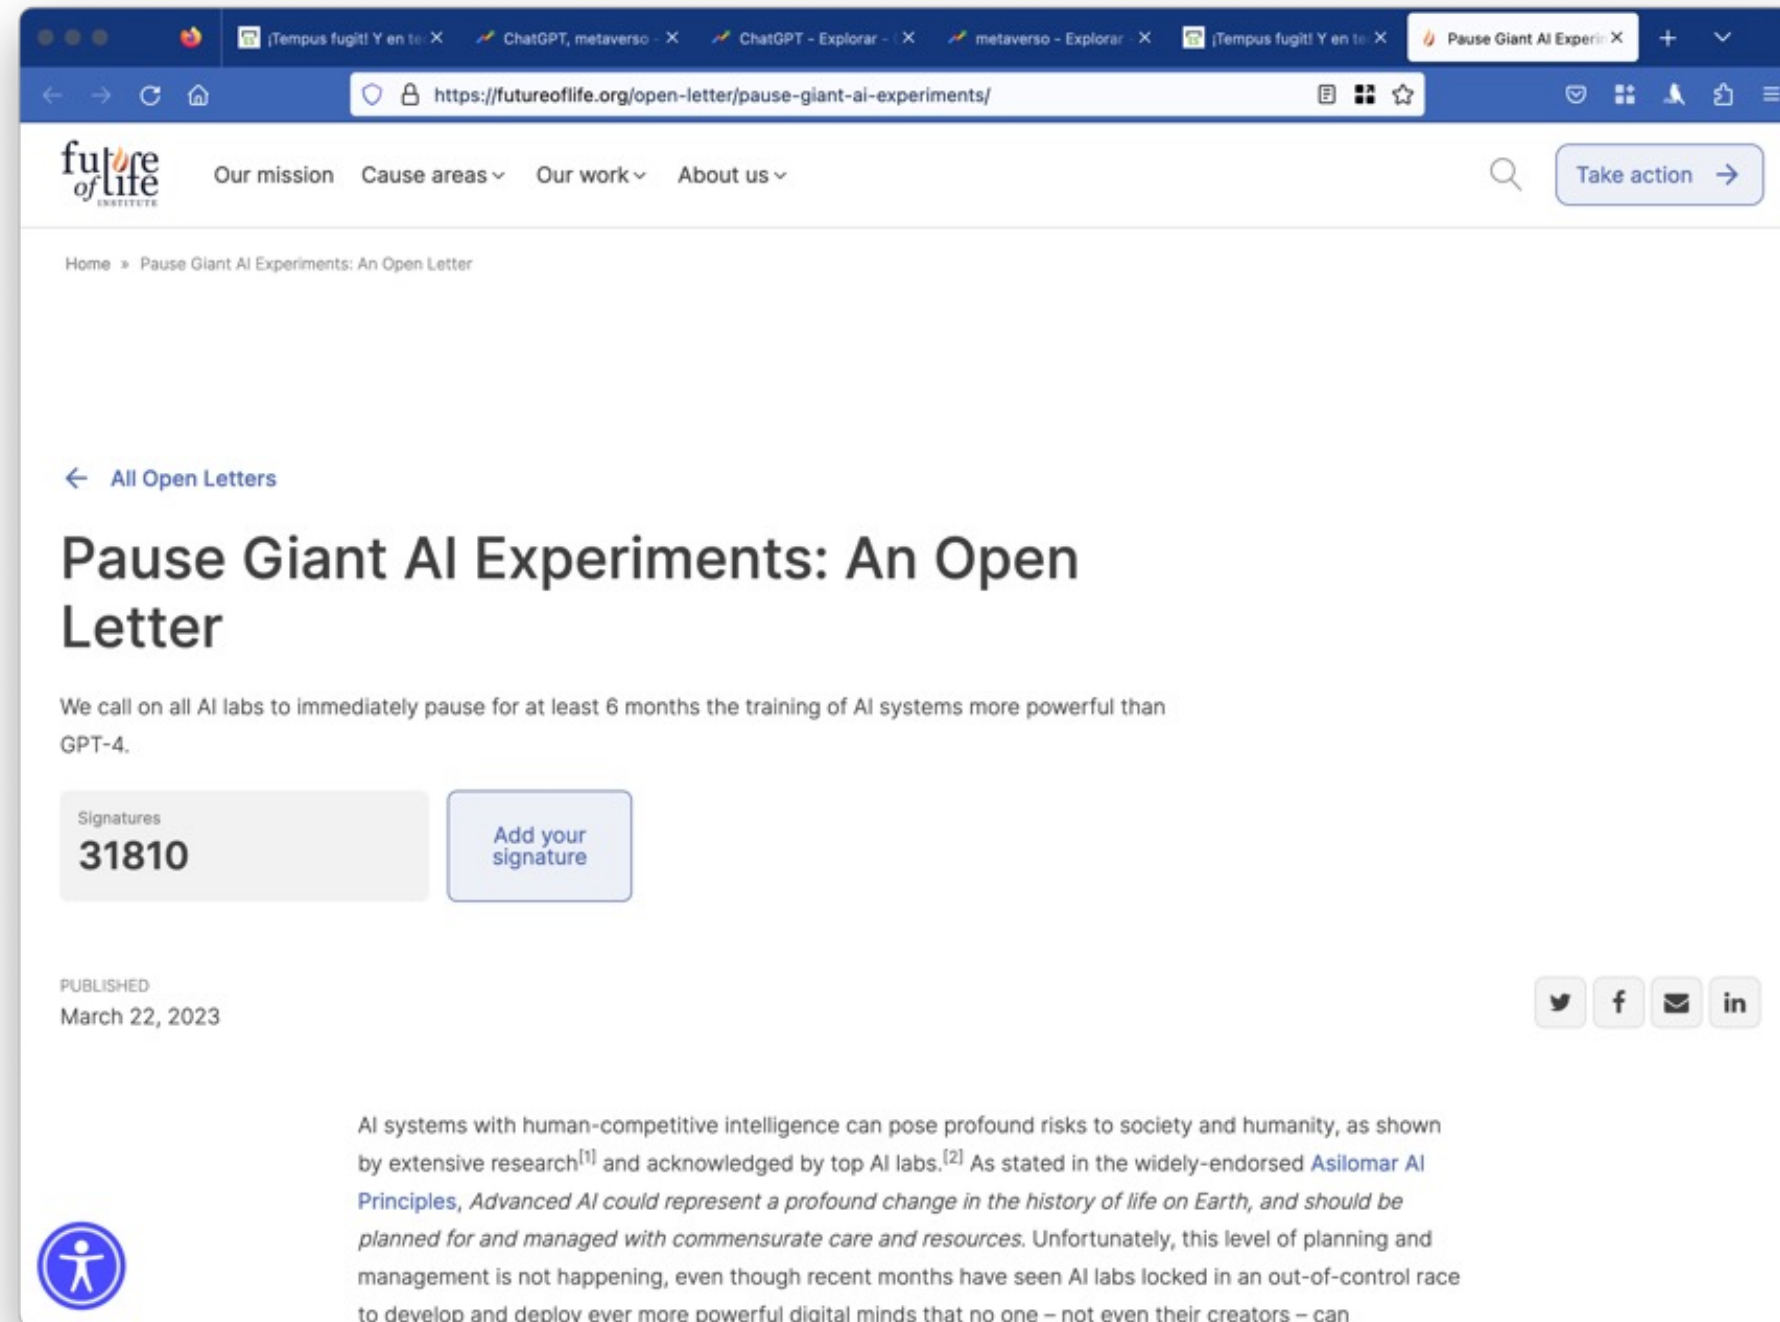 ¡Tempus fugit! Y en te
ChatGPT, metaverso -
ChatGPT - Explorar -
metaverso - Explorar
¡Tempus fugit! Y en te
Pause Giant AI Experin
https://futureoflife.org/open-letter/pause-giant-ai-experiments/
future
of life
INSTITUTE
Our mission Cause areas Our work About us
Take action →
Home » Pause Giant AI Experiments: An Open Letter
← All Open Letters
Pause Giant AI Experiments: An Open
Letter
We call on all AI labs to immediately pause for at least 6 months the training of AI systems more powerful than
GPT-4.
Signatures
31810
Add your
signature
PUBLISHED
March 22, 2023
f
in
AI systems with human-competitive intelligence can pose profound risks to society and humanity, as shown
by extensive research[1] and acknowledged by top AI labs.[2] As stated in the widely-endorsed Asilomar AI
Principles, Advanced AI could represent a profound change in the history of life on Earth, and should be
planned for and managed with commensurate care and resources. Unfortunately, this level of planning and
management is not happening, even though recent months have seen AI labs locked in an out-of-control race
to develop and deploy ever more powerful digital minds that no one – not even their creators – can